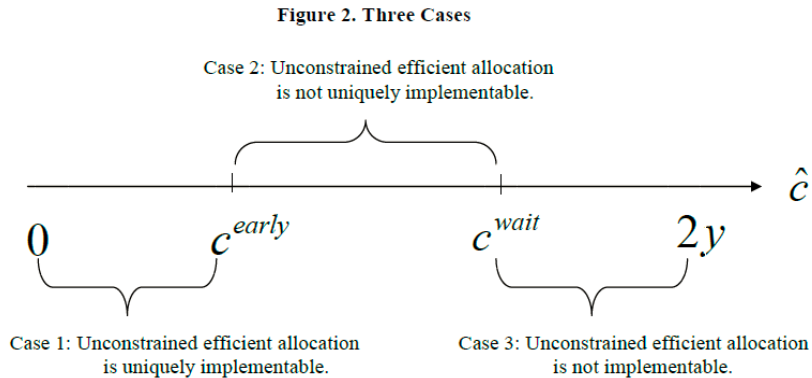 Figure 2. Three Cases
Case 2: Unconstrained efficient allocation
is not uniquely implementable.
ĉ
0
c^early
c^wait
2y
Case 1: Unconstrained efficient allocation
is uniquely implementable.
Case 3: Unconstrained efficient allocation
is not implementable.